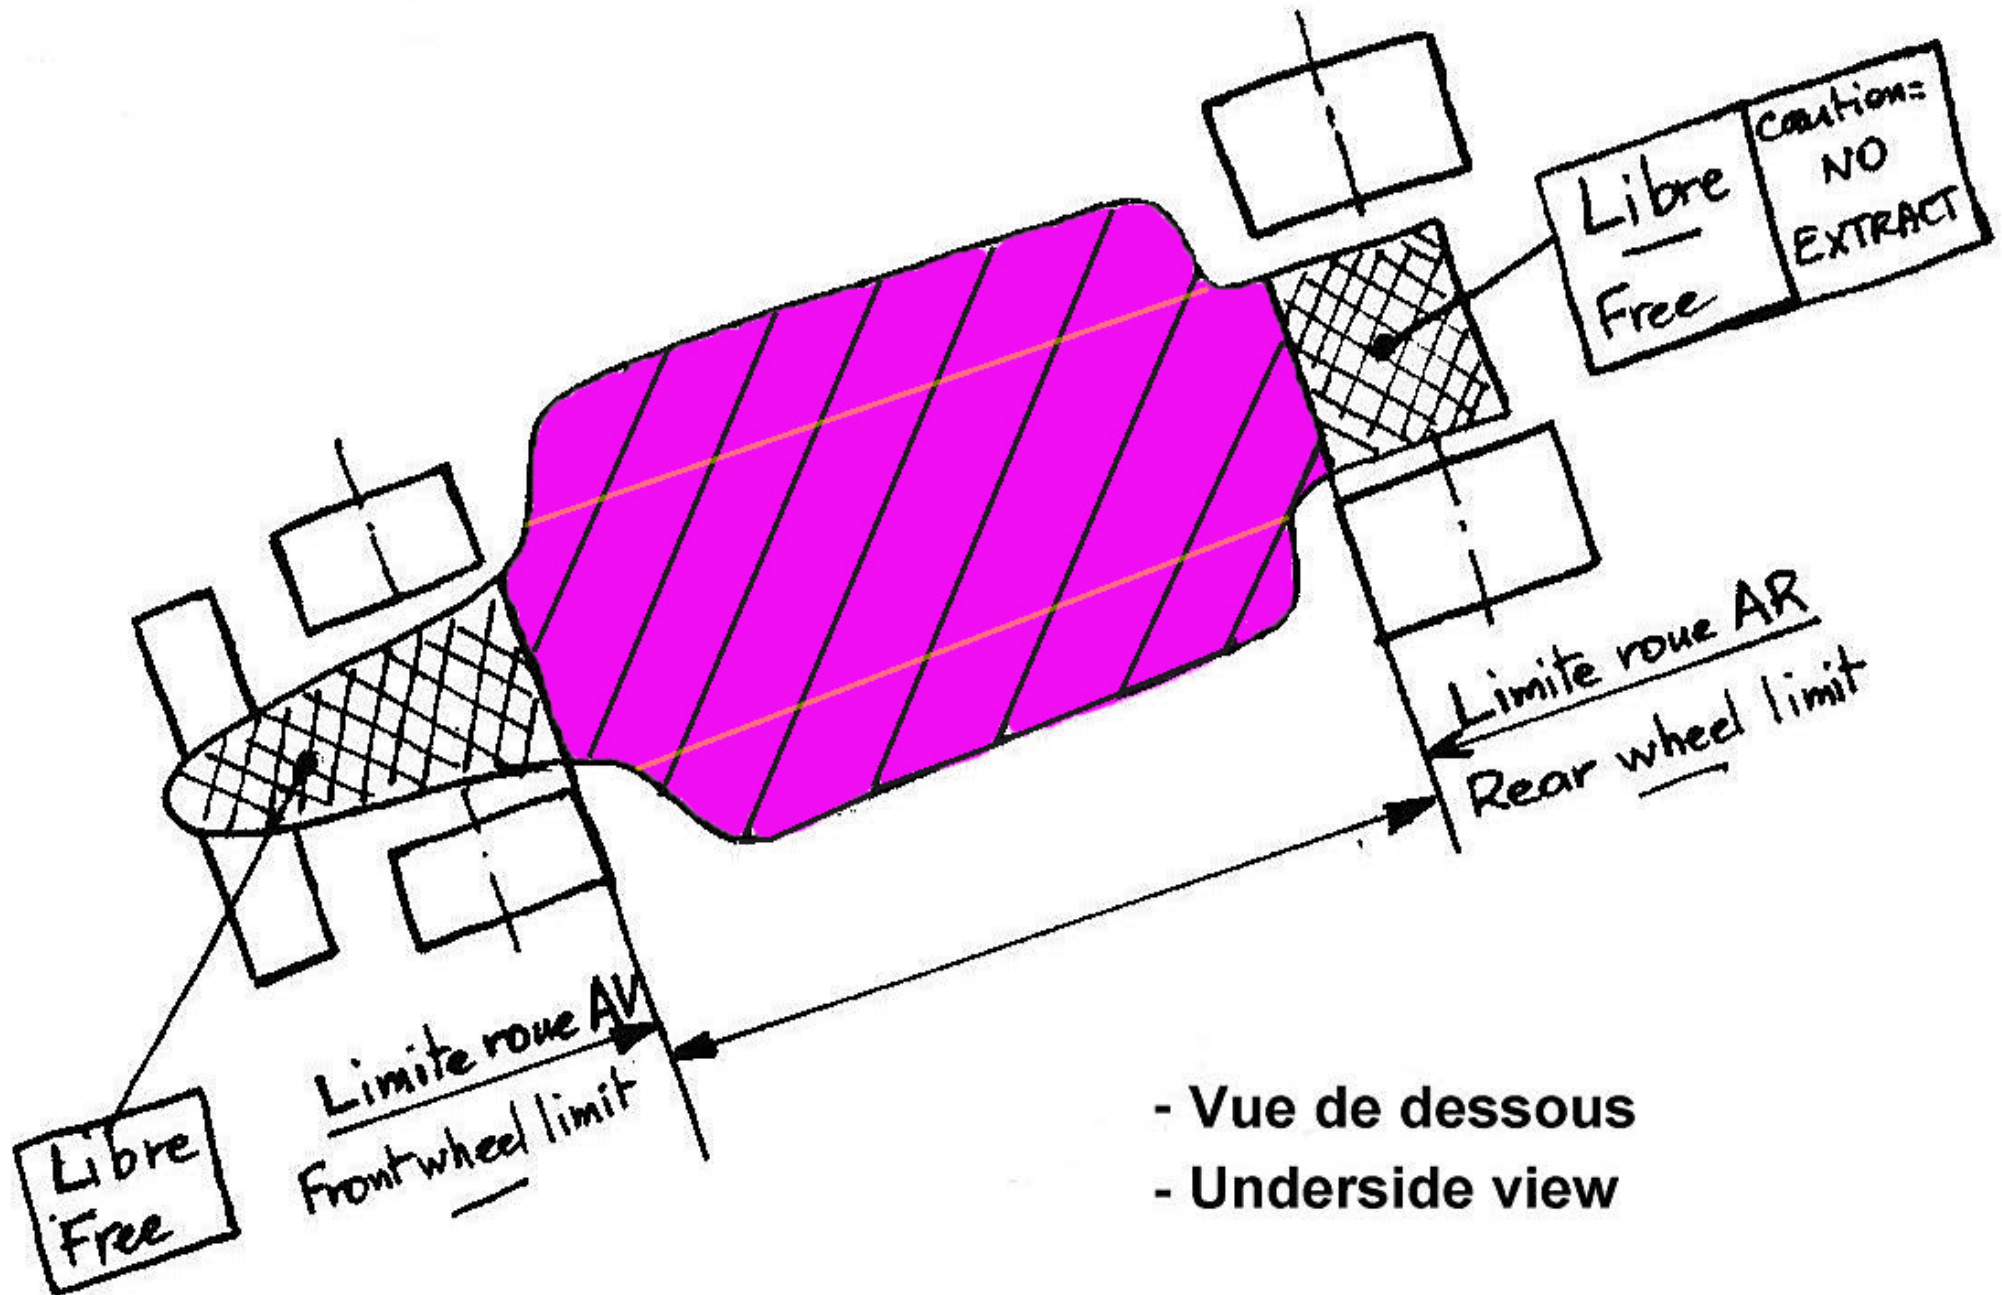 Libre
Free
Caution=
NO
EXTRACT
Limite roue AR
Rear wheel limit
Limite roue AV
Front wheel limit
Libre
Free
- Vue de dessous
- Underside view